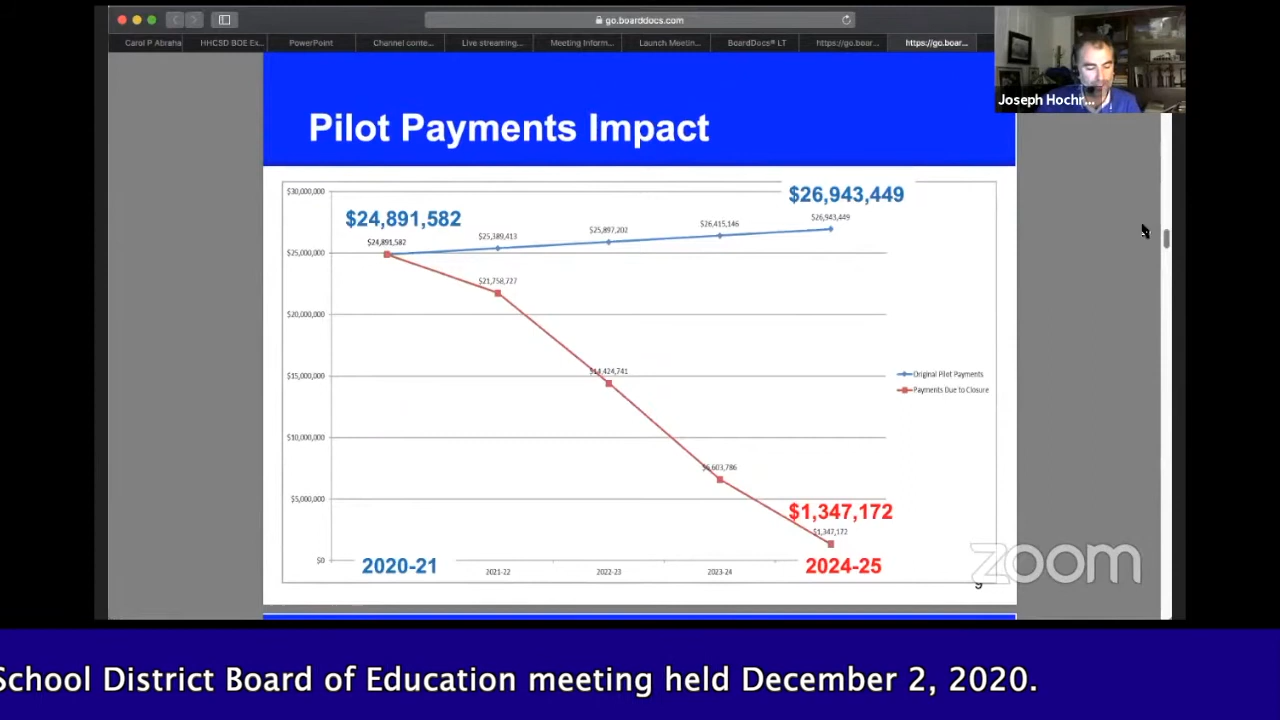 go.boarddocs.com
Carol P Abraha
HHCSD BOE Ex...
PowerPoint
Channel conte...
Live streaming...
Meeting Inform...
Launch Meetin...
BoardDocs® LT
https://go.boar...
https://go.boar...
Joseph Hochr...
Pilot Payments Impact
$30,000,000
$26,943,449
$24,891,582
$26,943,449
$26,415,146
$25,897,202
$25,389,413
$24,891,582
$25,000,000
$21,758,727
$20,000,000
$15,000,000
$14,424,741
Original Pilot Payments
Payments Due to Closure
$10,000,000
$6,603,786
$5,000,000
$1,347,172
$1,347,172
$0
2020-21
2021-22
2022-23
2023-24
2024-25
zoom
9
School District Board of Education meeting held December 2, 2020.